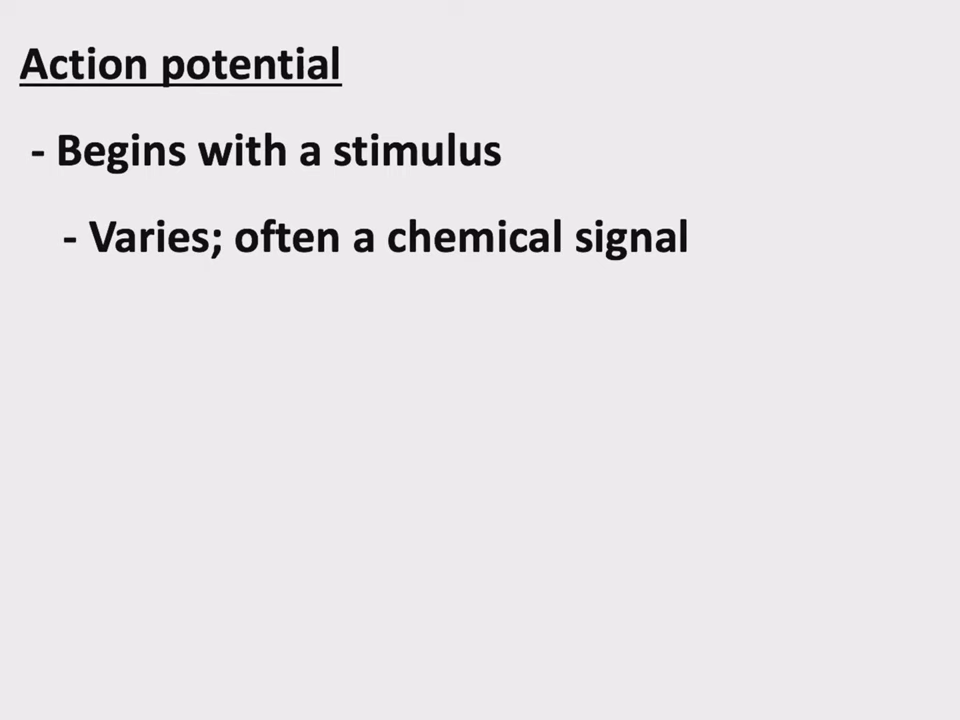 Action potential
- Begins with a stimulus
- Varies; often a chemical signal